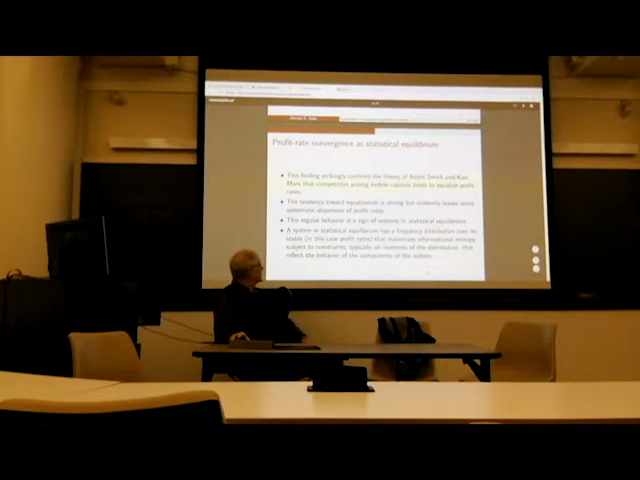 Duncan K. Foley
Profit-rate convergence as statistical equilibrium
• This finding strikingly confirms the theory of Adam Smith and Karl
Marx that competition among mobile capitals tends to equalize profit
rates.
• The tendency toward equalization is strong but evidently leaves some
systematic dispersion of profit rates.
• This regular behavior is a sign of systems in statistical equilibrium.
• A system in statistical equilibrium has a frequency distribution over its
states (in this case profit rates) that maximizes informational entropy
subject to constraints, typically on moments of the distribution, that
reflect the behavior of the components of the system.